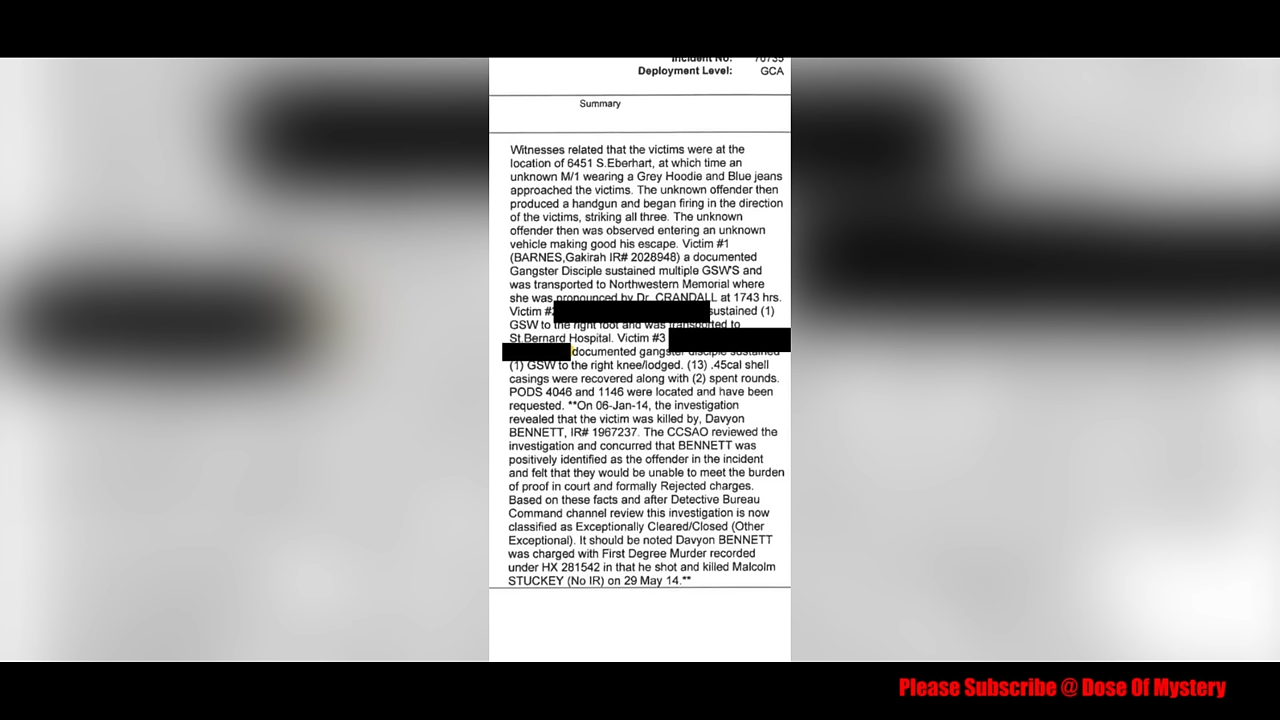 Incident No: 70735
Deployment Level: GCA
Summary
Witnesses related that the victims were at the
location of 6451 S.Eberhart, at which time an
unknown M/1 wearing a Grey Hoodie and Blue jeans
approached the victims. The unknown offender then
produced a handgun and began firing in the direction
of the victims, striking all three. The unknown
offender then was observed entering an unknown
vehicle making good his escape. Victim #1
(BARNES,Gakirah IR# 2028948) a documented
Gangster Disciple sustained multiple GSW'S and
was transported to Northwestern Memorial where
she was pronounced by Dr. CRANDALL at 1743 hrs.
Victim # sustained (1)
GSW to the right foot and was transported to
St.Bernard Hospital. Victim #3
documented gangster disciple sustained
(1) GSW to the right knee/lodged. (13) .45cal shell
casings were recovered along with (2) spent rounds.
PODS 4046 and 1146 were located and have been
requested. **On 06-Jan-14, the investigation
revealed that the victim was killed by, Davyon
BENNETT, IR# 1967237. The CCSAO reviewed the
investigation and concurred that BENNETT was
positively identified as the offender in the incident
and felt that they would be unable to meet the burden
of proof in court and formally Rejected charges.
Based on these facts and after Detective Bureau
Command channel review this investigation is now
classified as Exceptionally Cleared/Closed (Other
Exceptional). It should be noted Davyon BENNETT
was charged with First Degree Murder recorded
under HX 281542 in that he shot and killed Malcolm
STUCKEY (No IR) on 29 May 14.**
Please Subscribe @ Dose Of Mystery